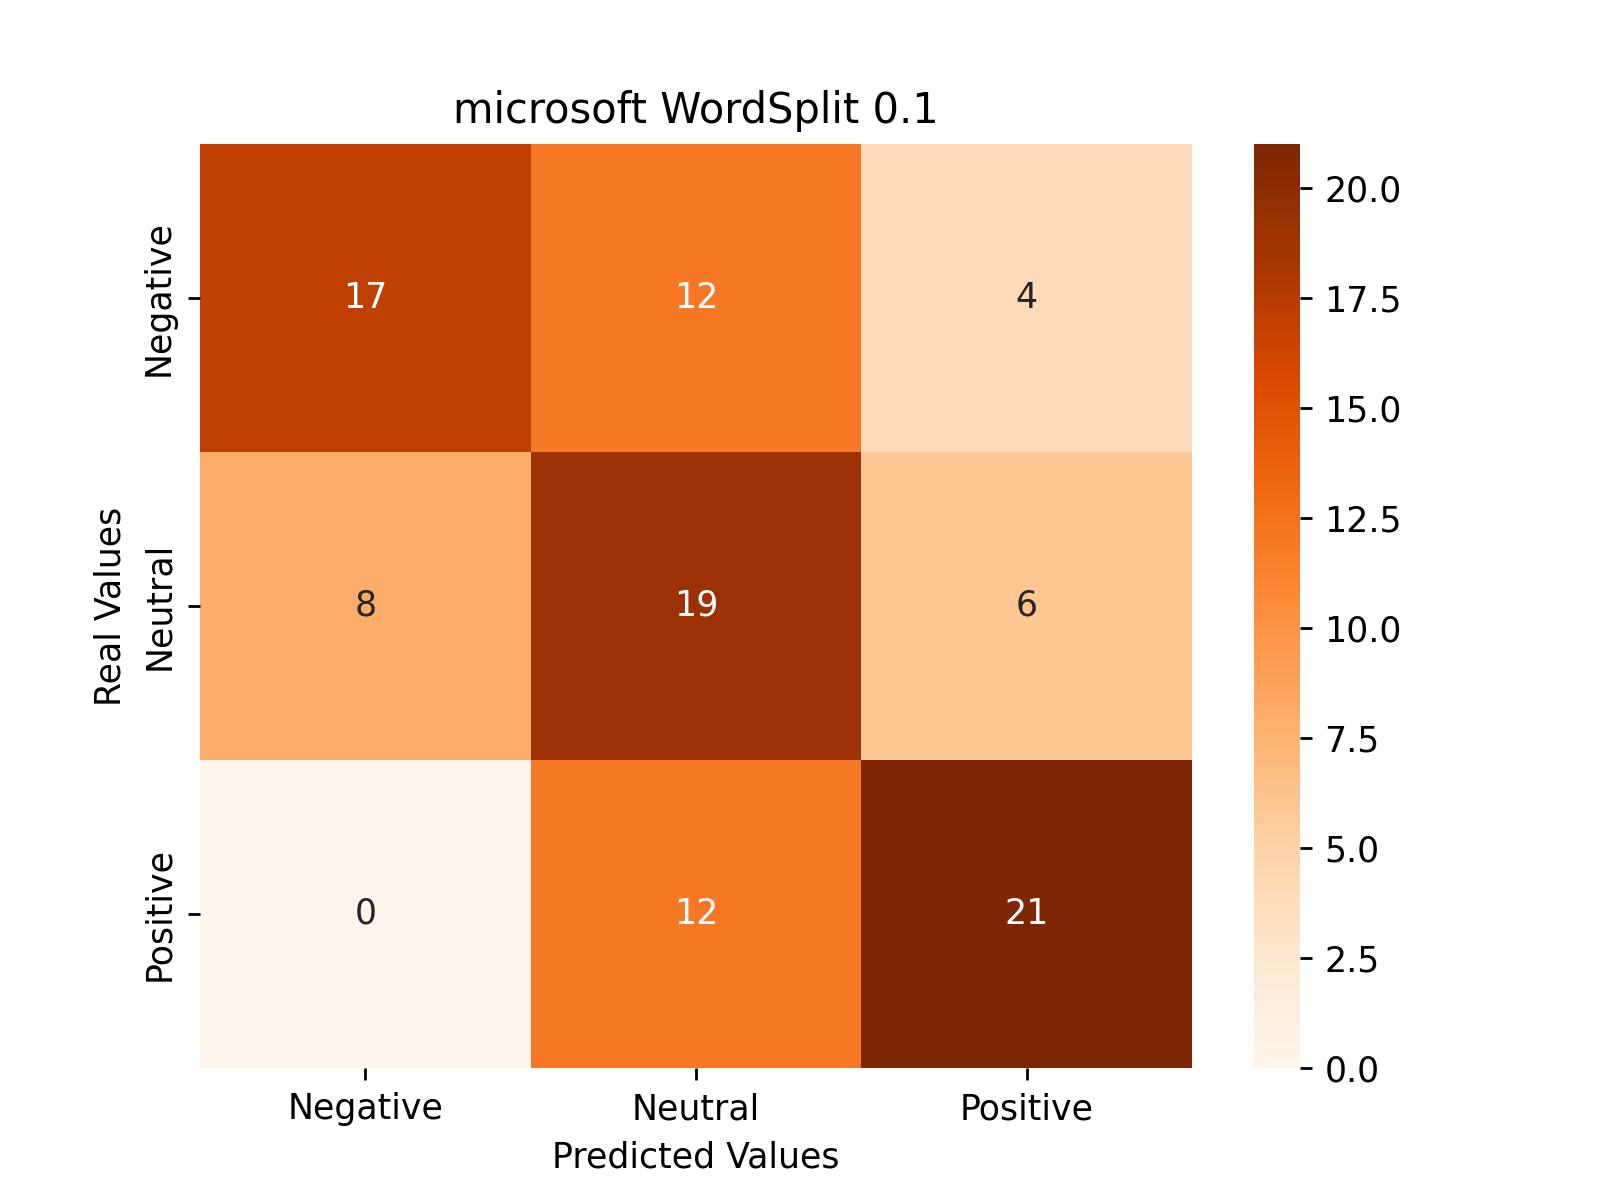 microsoft WordSplit 0.1
Real Values
Negative
17 12 4
Neutral
8 19 6
Positive
0 12 21
Negative Neutral Positive
Predicted Values
20.0
17.5
15.0
12.5
10.0
7.5
5.0
2.5
0.0